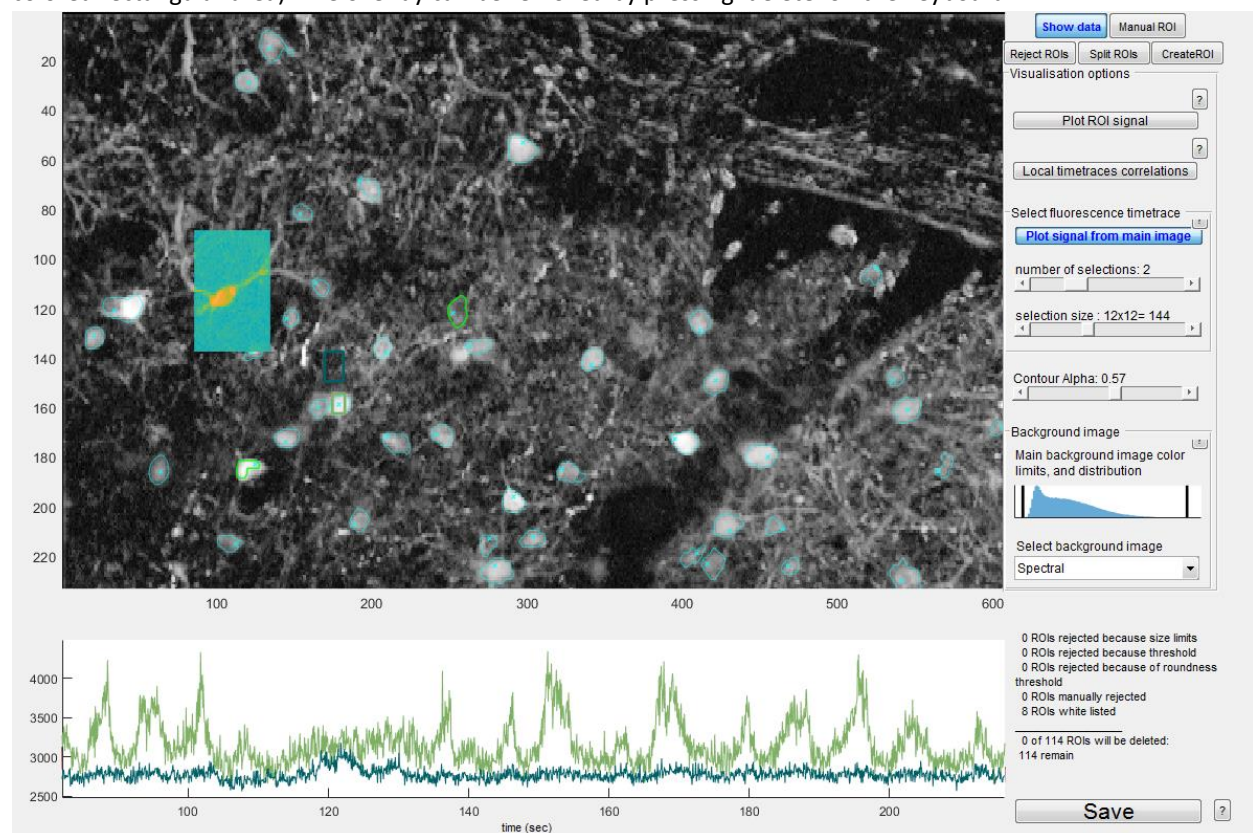 Show data Manual ROI
Reject ROIs Split ROIs CreateROI
Visualisation options
?
Plot ROI signal
?
Local timetraces correlations
Select fluorescence timetrace
Plot signal from main image
number of selections: 2
selection size : 12x12= 144
Contour Alpha: 0.57
Background image
Main background image color
limits, and distribution
Select background image
Spectral
20
40
60
80
100
120
140
160
180
200
220
100 200 300 400 500 600
0 ROIs rejected because size limits
0 ROIs rejected because threshold
0 ROIs rejected because of roundness
threshold
0 ROIs manually rejected
8 ROIs white listed
0 of 114 ROIs will be deleted:
114 remain
4000
3500
3000
2500
100 120 140 160 180 200
time (sec)
Save ?